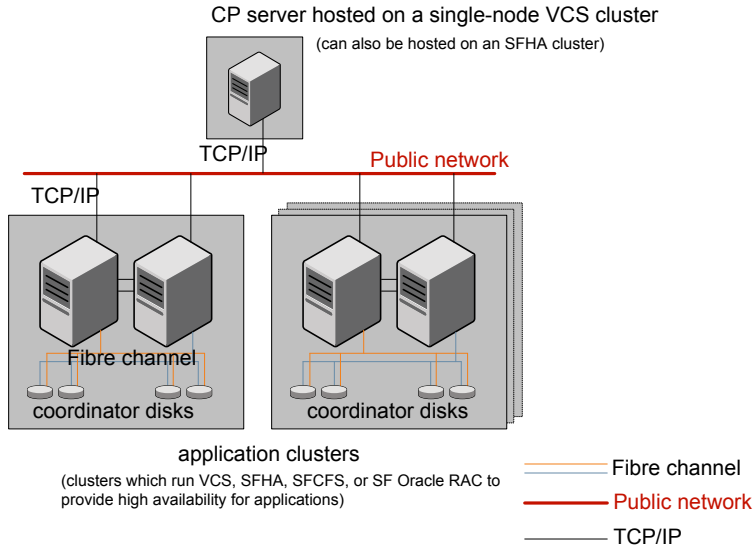 CP server hosted on a single-node VCS cluster
(can also be hosted on an SFHA cluster)
TCP/IP
Public network
TCP/IP
Fibre channel
coordinator disks
coordinator disks
application clusters
(clusters which run VCS, SFHA, SFCFS, or SF Oracle RAC to
provide high availability for applications)
Fibre channel
Public network
TCP/IP